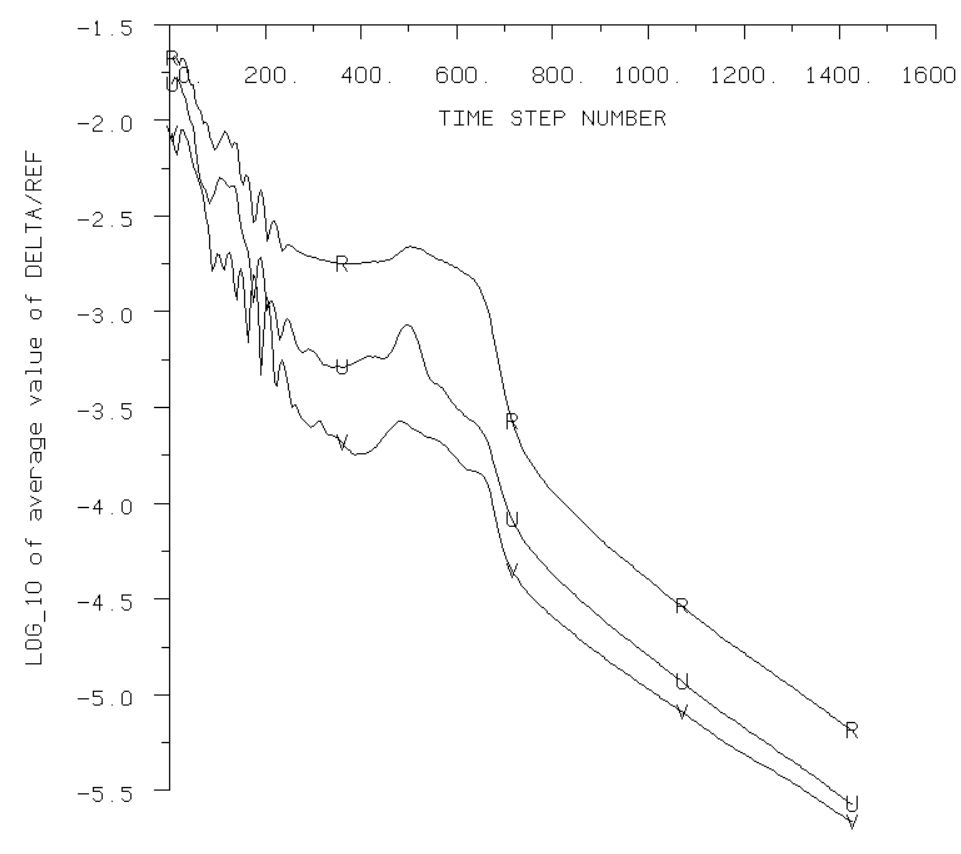 -1.5
0. 200. 400. 600. 800. 1000. 1200. 1400. 1600
TIME STEP NUMBER
-2.0
-2.5
-3.0
-3.5
-4.0
-4.5
-5.0
-5.5
LOG_10 of average value of DELTA/REF
R R R R R
U U U U U
V V V V V